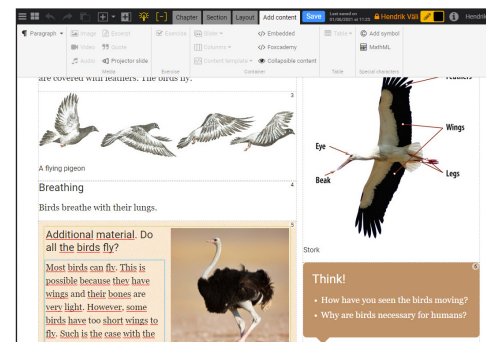 Chapter Section Layout Add content Save Last saved on Hendrik Väli Hendrik
Paragraph Image Excerpt Exercise Slider Embedded Table Add symbol
Video Quote Columns Foxcademy MathML
Audio Projector slide Content template Collapsible content
Media Exercise Container Table Special characters
are covered with feathers. The birds fly.
3
A flying pigeon
Breathing
4
Birds breathe with their lungs.
5
Additional material. Do
all the birds fly?
Most birds can fly. This is
possible because they have
wings and their bones are
very light. However, some
birds have too short wings to
fly. Such is the case with the
Feathers
Wings
Eye
Legs
Beak
Stork
Think!
• How have you seen the birds moving?
• Why are birds necessary for humans?